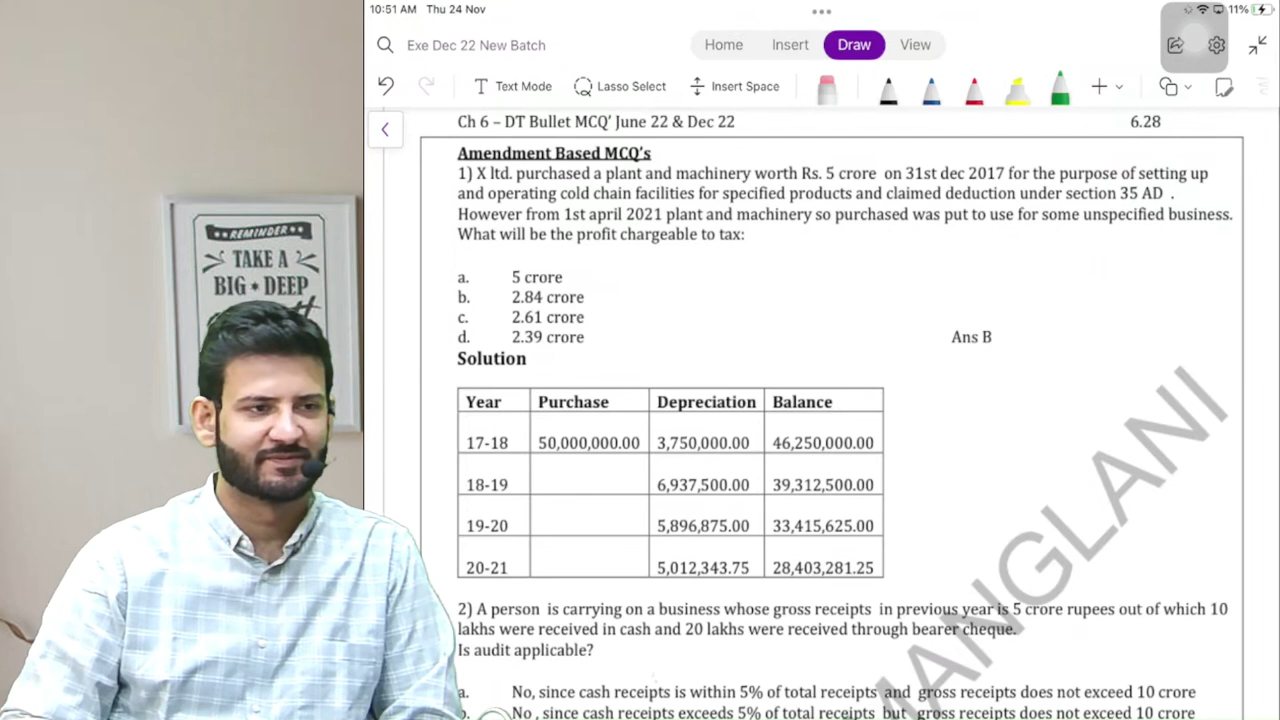 10:51 AM Thu 24 Nov
11%
Exe Dec 22 New Batch
Home Insert Draw View
Text Mode Lasso Select Insert Space
Ch 6 – DT Bullet MCQ' June 22 & Dec 22 6.28
Amendment Based MCQ's
1) X ltd. purchased a plant and machinery worth Rs. 5 crore on 31st dec 2017 for the purpose of setting up
and operating cold chain facilities for specified products and claimed deduction under section 35 AD .
However from 1st april 2021 plant and machinery so purchased was put to use for some unspecified business.
What will be the profit chargeable to tax:
a. 5 crore
b. 2.84 crore
c. 2.61 crore
d. 2.39 crore Ans B
Solution
Year Purchase Depreciation Balance
17-18 50,000,000.00 3,750,000.00 46,250,000.00
18-19 6,937,500.00 39,312,500.00
19-20 5,896,875.00 33,415,625.00
20-21 5,012,343.75 28,403,281.25
2) A person is carrying on a business whose gross receipts in previous year is 5 crore rupees out of which 10
lakhs were received in cash and 20 lakhs were received through bearer cheque.
Is audit applicable?
a. No, since cash receipts is within 5% of total receipts and gross receipts does not exceed 10 crore
b. No , since cash receipts exceeds 5% of total receipts but gross receipts does not exceed 10 crore
MANGLANI
REMINDER
TAKE A
BIG DEEP